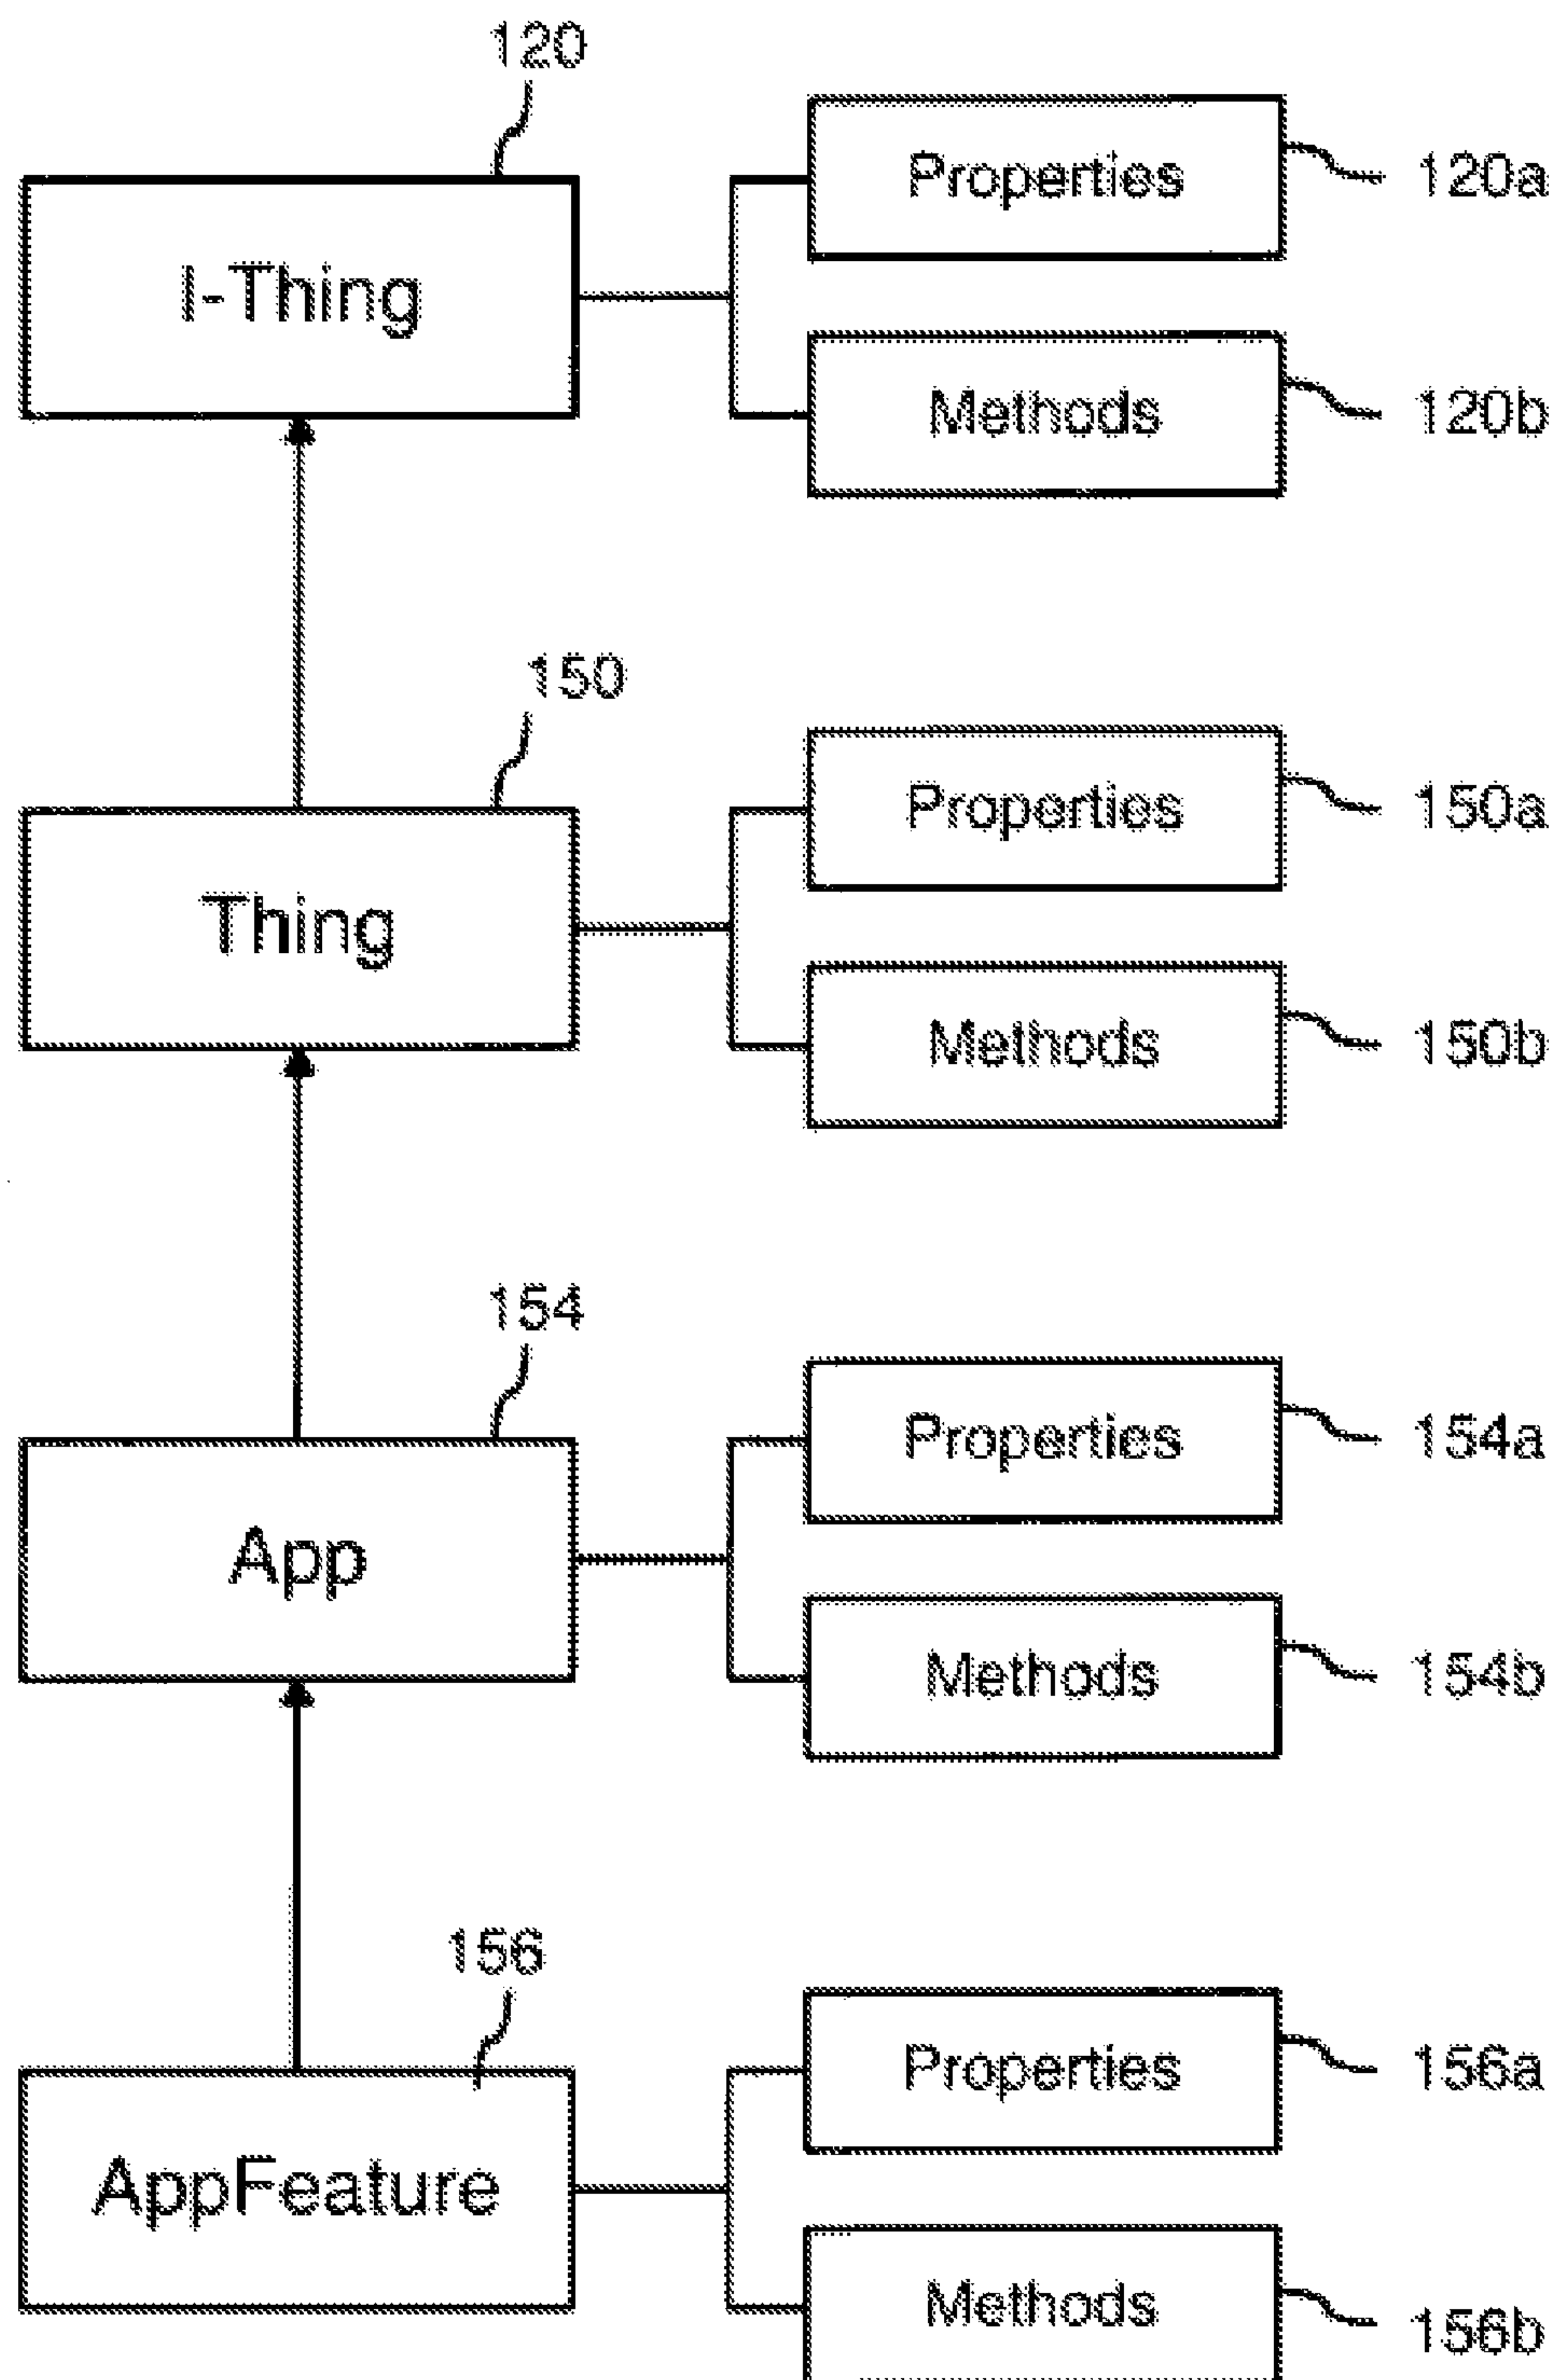 120
Properties
120a
I-Thing
Methods
120b
150
Properties
150a
Thing
Methods
150b
154
Properties
154a
App
Methods
154b
156
Properties
156a
AppFeature
Methods
156b